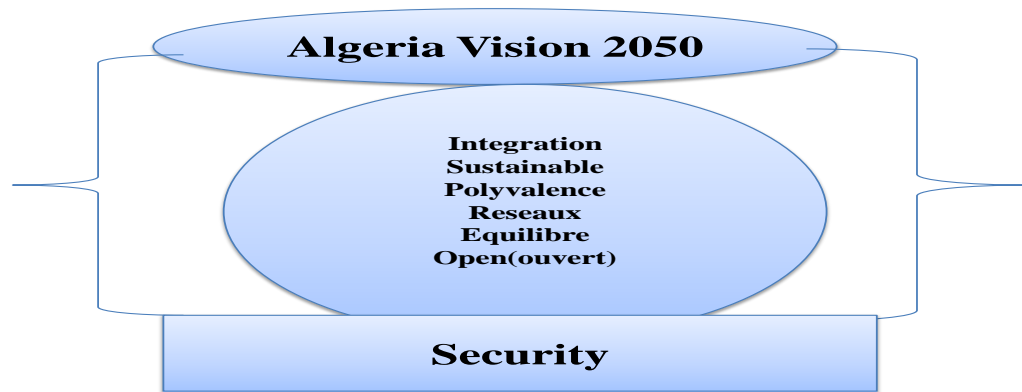 Algeria Vision 2050
Integration
Sustainable
Polyvalence
Reseaux
Equilibre
Open(ouvert)
Security